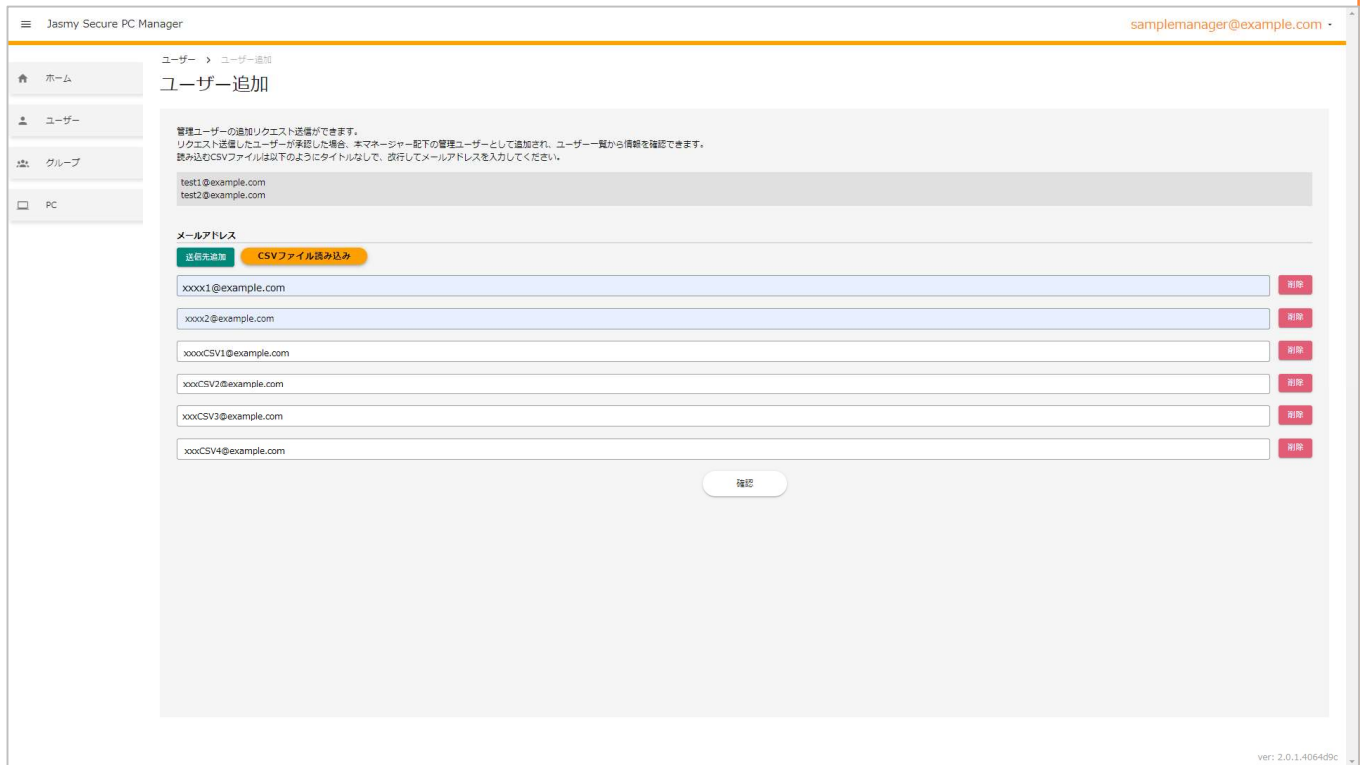 Jasmy Secure PC Manager
samplemanager@example.com
ユーザー > ユーザー追加
ホーム
ユーザー追加
ユーザー
グループ
PC
管理ユーザーの追加リクエスト送信ができます。
リクエスト送信したユーザーが承認した場合、本マネージャー配下の管理ユーザーとして追加され、ユーザー一覧から情報を確認できます。
読み込むCSVファイルは以下のようにタイトルなしで、改行してメールアドレスを入力してください。
test1@example.com
test2@example.com
メールアドレス
送信先追加 CSVファイル読み込み
xxxx1@example.com 削除
xxxx2@example.com 削除
xxxxCSV1@example.com 削除
xxxCSV2@example.com 削除
xxxCSV3@example.com 削除
xxxCSV4@example.com 削除
確認
ver: 2.0.1.4064d9c